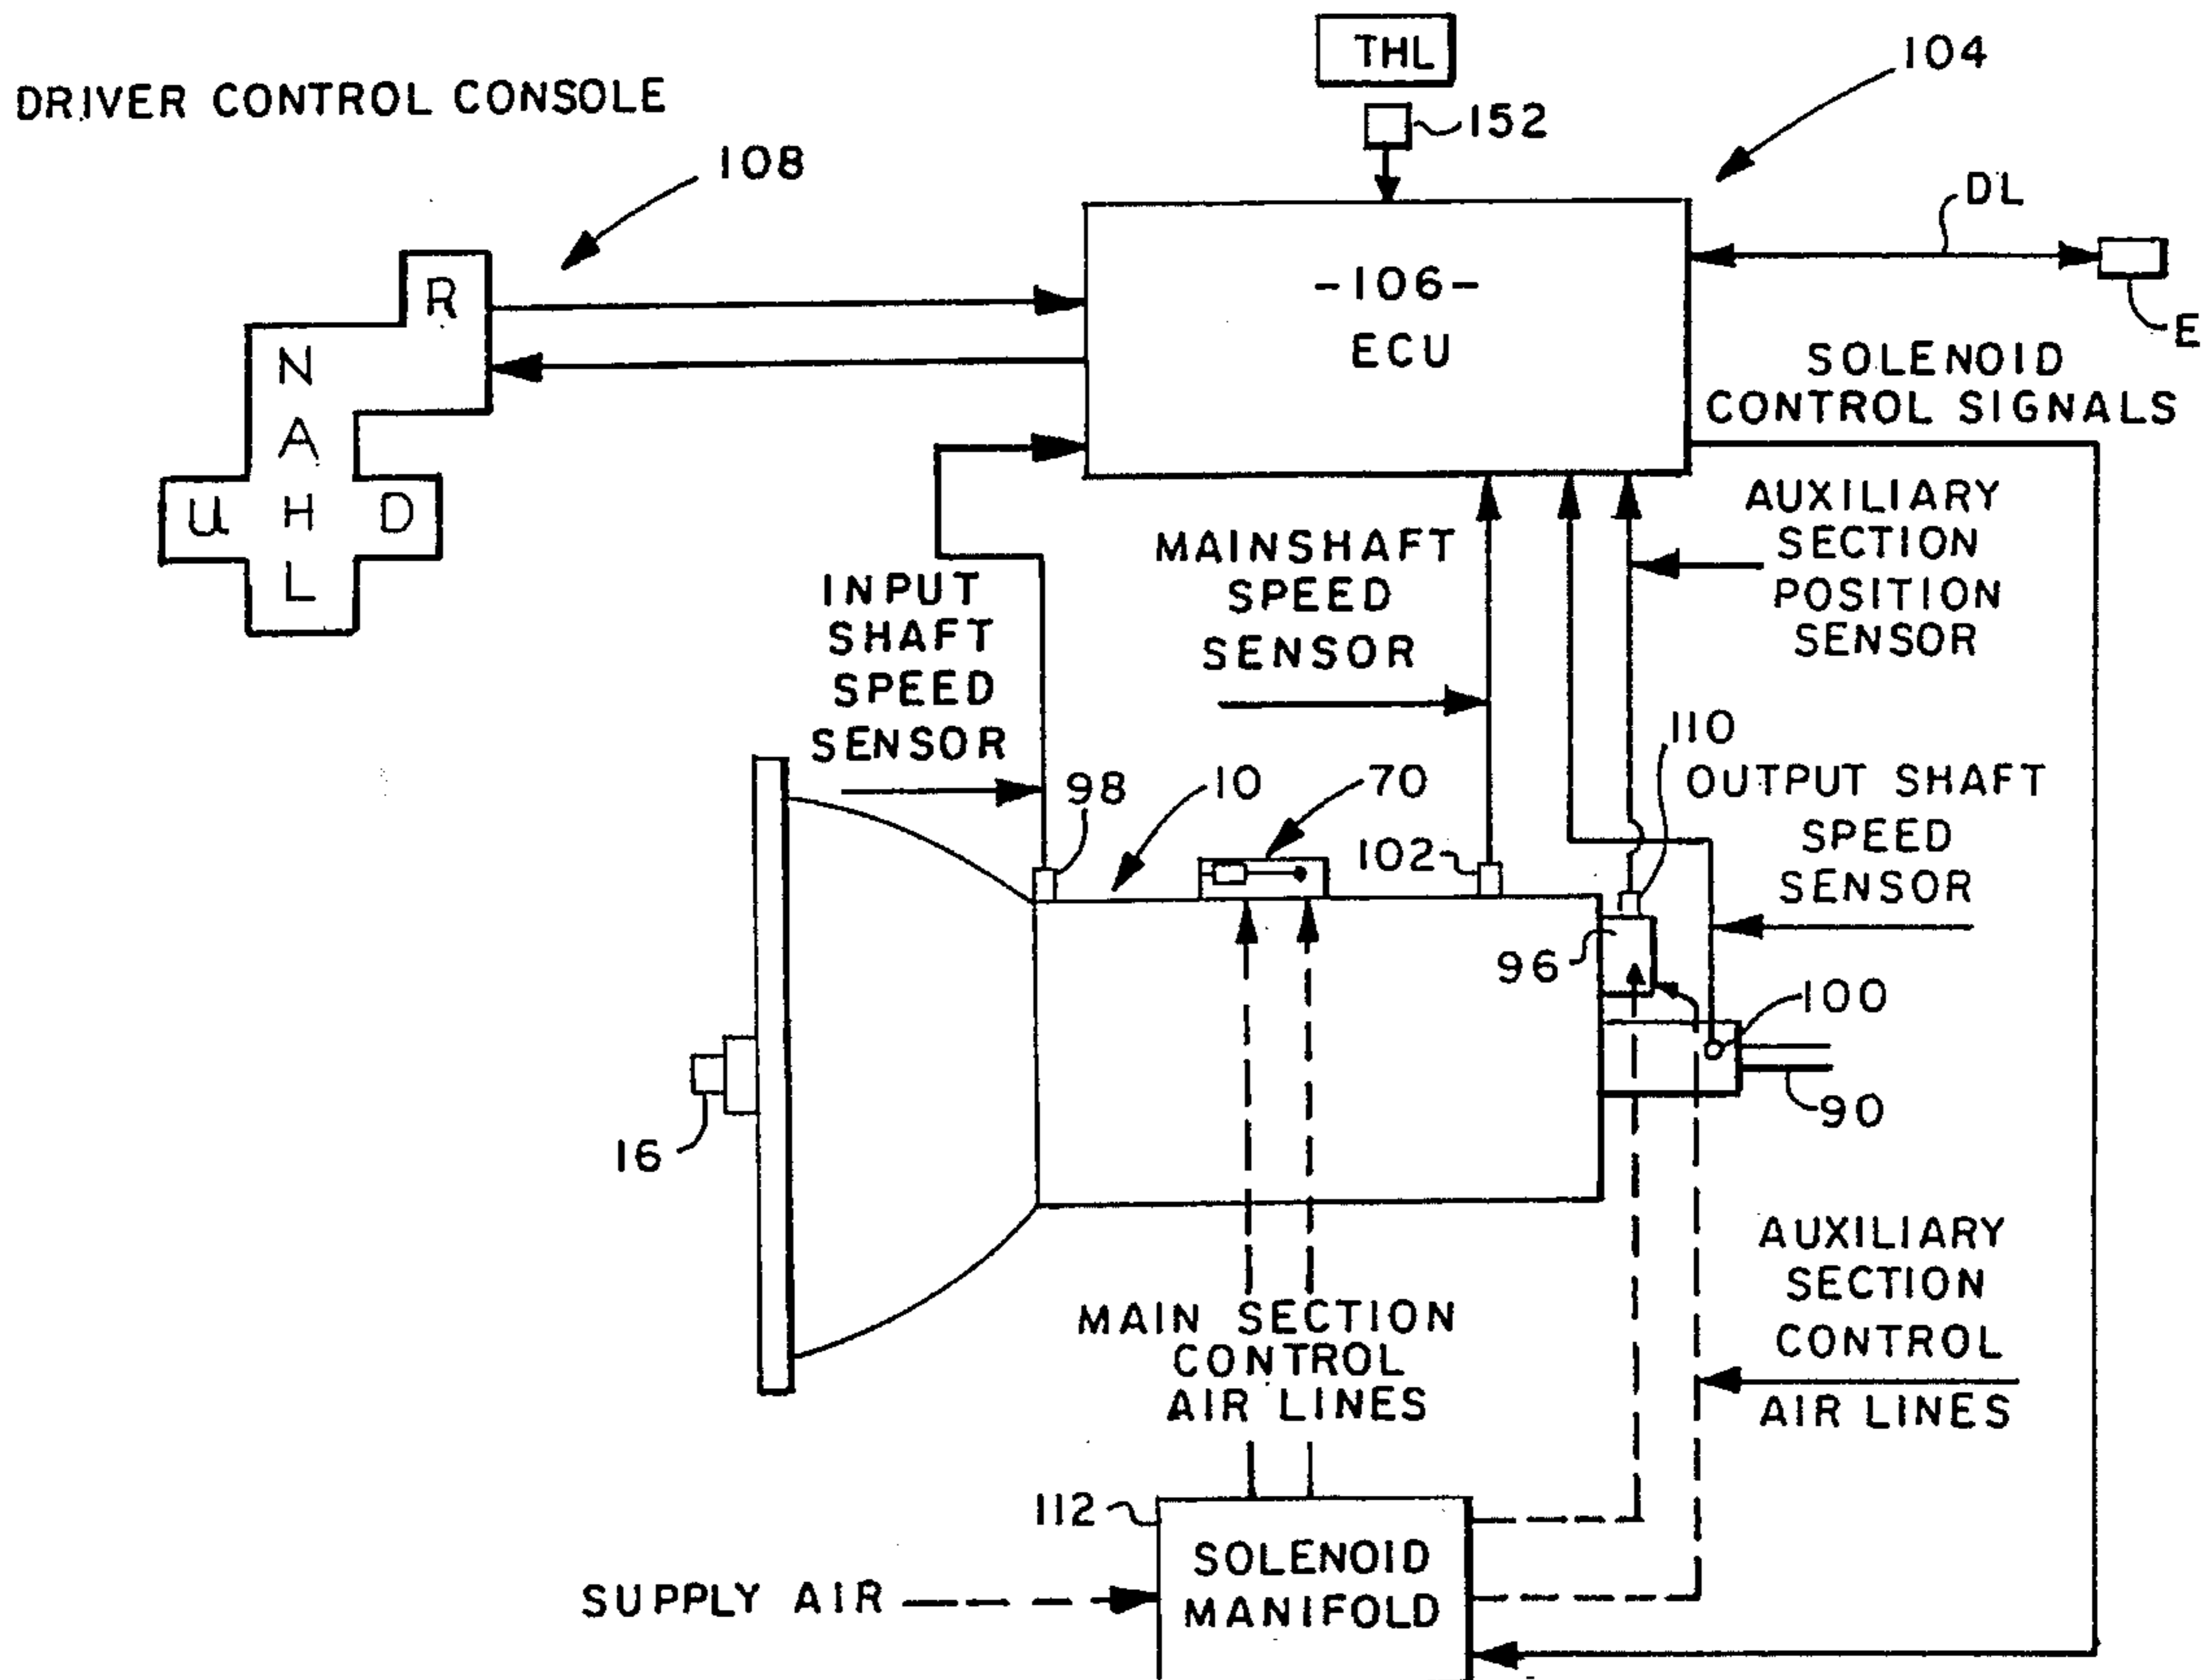 THL
104
DRIVER CONTROL CONSOLE
152
108
DL
R
-106-
ECU
E
N
SOLENOID
CONTROL SIGNALS
A
U H D
L
AUXILIARY
SECTION
POSITION
SENSOR
MAINSHAFT
SPEED
SENSOR
INPUT
SHAFT
SPEED
SENSOR
110
98
10
70
OUTPUT SHAFT
SPEED
SENSOR
102
96
100
90
16
AUXILIARY
SECTION
CONTROL
AIR LINES
MAIN SECTION
CONTROL
AIR LINES
112
SOLENOID
MANIFOLD
SUPPLY AIR